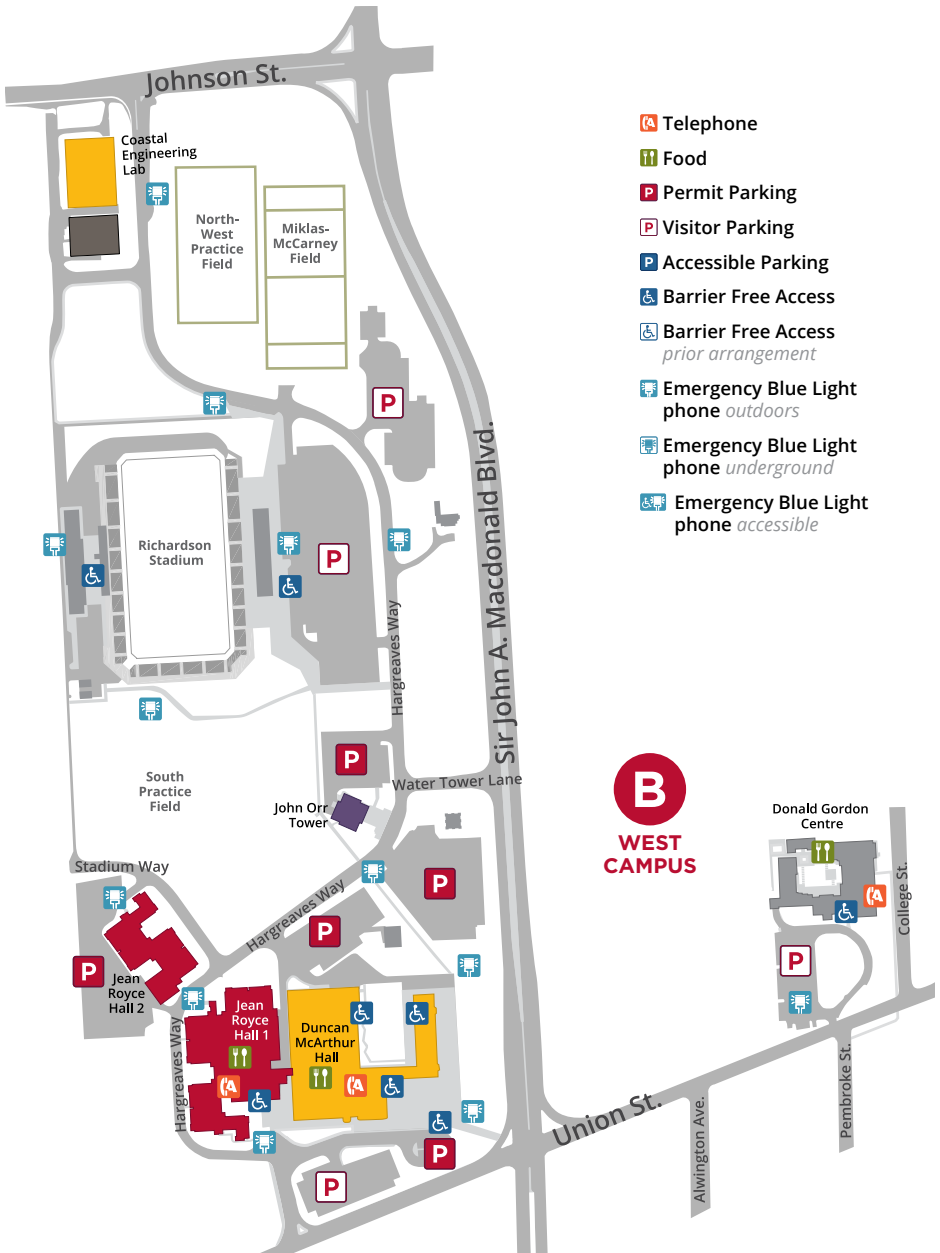 Johnson St.
Coastal
Engineering
Lab
North-
West
Practice
Field
Miklas-
McCarney
Field
Telephone
Food
P Permit Parking
P Visitor Parking
P Accessible Parking
Barrier Free Access
Barrier Free Access
prior arrangement
Emergency Blue Light
phone outdoors
Emergency Blue Light
phone underground
Emergency Blue Light
phone accessible
P
Sir John A. Macdonald Blvd.
Richardson
Stadium
P
Hargreaves Way
South
Practice
Field
P
Water Tower Lane
John Orr
Tower
B
WEST
CAMPUS
Donald Gordon
Centre
College St.
Stadium Way
Hargreaves Way
P
P
P
Jean
Royce
Hall 2
Jean
Royce
Hall 1
Duncan
McArthur
Hall
Hargreaves Way
P
Pembroke St.
Union St.
Alwington Ave.
P
P